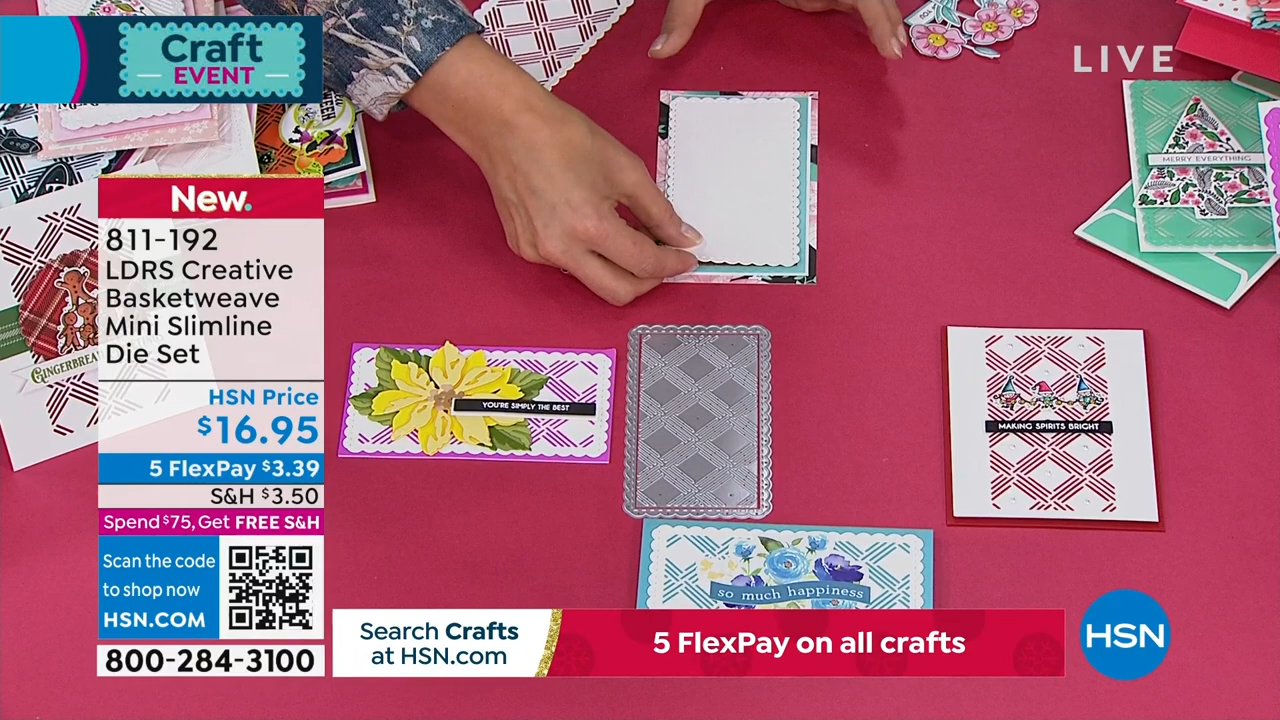 Craft
EVENT
LIVE
New.
811-192
LDRS Creative
Basketweave
Mini Slimline
Die Set
HSN Price
$16.95
5 FlexPay $3.39
S&H $3.50
Spend $75, Get FREE S&H
Scan the code
to shop now
HSN.COM
800-284-3100
Search Crafts
at HSN.com
5 FlexPay on all crafts
HSN
MERRY EVERYTHING
YOU'RE SIMPLY THE BEST
MAKING SPIRITS BRIGHT
so much happiness